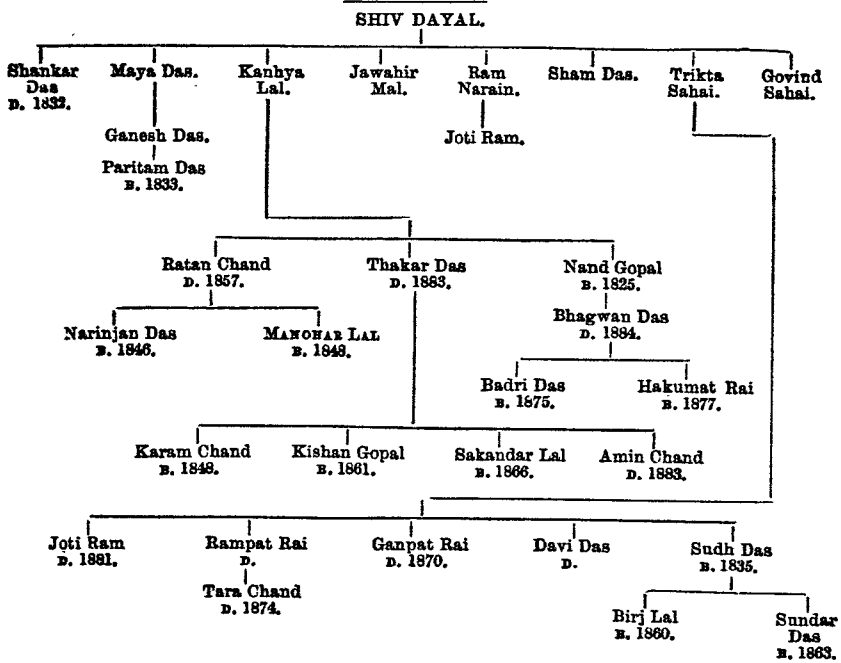 SHIV DAYAL.
Shankar Das D. 1832.
Maya Das.
Kanhya Lal.
Jawahir Mal.
Ram Narain.
Sham Das.
Trikta Sahai.
Govind Sahai.
Ganesh Das.
Joti Ram.
Paritam Das
B. 1833.
Ratan Chand
D. 1857.
Thakar Das
D. 1883.
Nand Gopal
B. 1825.
Narinjan Das
B. 1846.
MANOHAR LAL
B. 1848.
Bhagwan Das
D. 1884.
Badri Das
B. 1875.
Hakumat Rai
B. 1877.
Karam Chand
B. 1848.
Kishan Gopal
B. 1861.
Sakandar Lal
B. 1866.
Amin Chand
D. 1883.
Joti Ram
D. 1881.
Rampat Rai
D.
Ganpat Rai
D. 1870.
Davi Das
D.
Sudh Das
B. 1835.
Tara Chand
D. 1874.
Birj Lal
B. 1860.
Sundar
Das
B. 1863.